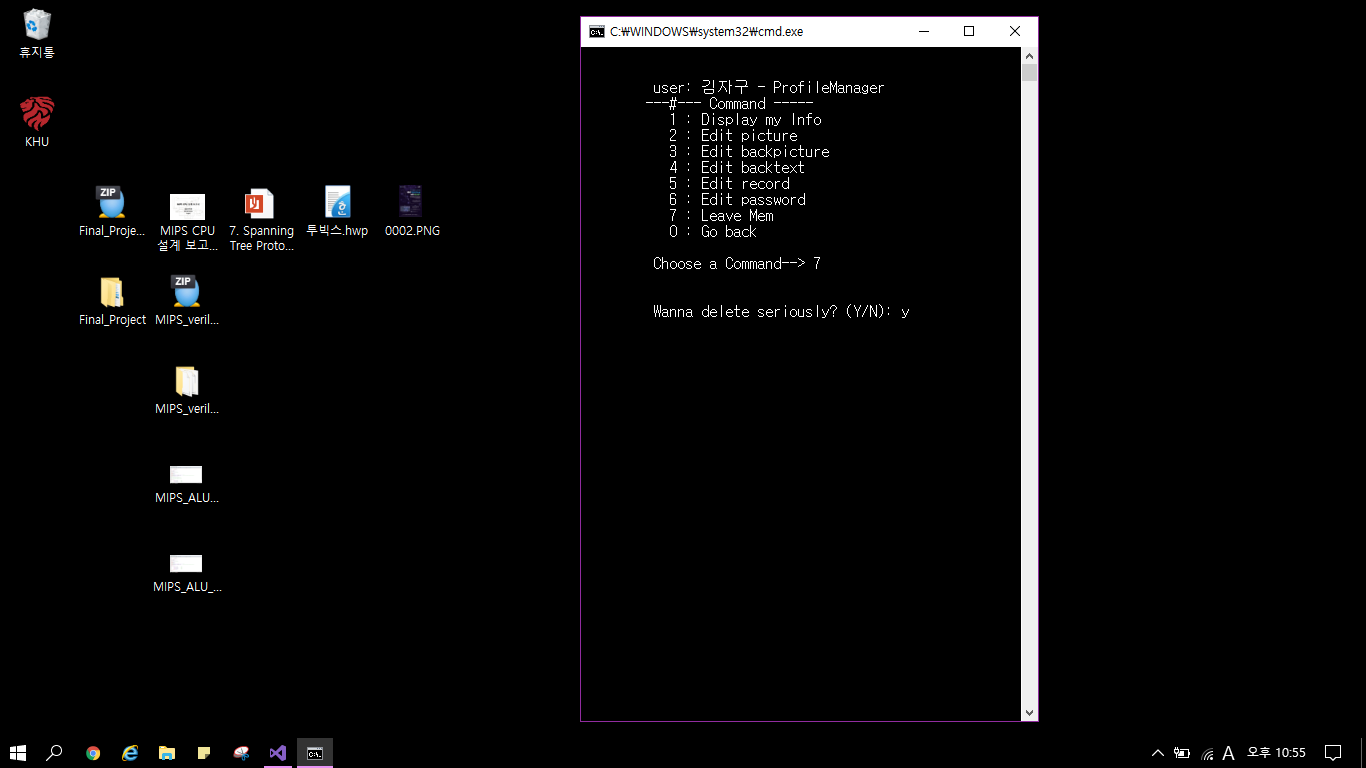 휴지통
KHU
ZIP
Final_Proje...
MIPS CPU
설계 보고...
7. Spanning
Tree Proto...
투빅스.hwp
0002.PNG
Final_Project
ZIP
MIPS_veril...
MIPS_veril...
MIPS_ALU...
MIPS_ALU_...
C:₩WINDOWS₩system32₩cmd.exe
user: 김자구 - ProfileManager
---#--- Command -----
1 : Display my Info
2 : Edit picture
3 : Edit backpicture
4 : Edit backtext
5 : Edit record
6 : Edit password
7 : Leave Mem
0 : Go back
Choose a Command--> 7
Wanna delete seriously? (Y/N): y
A
오후 10:55